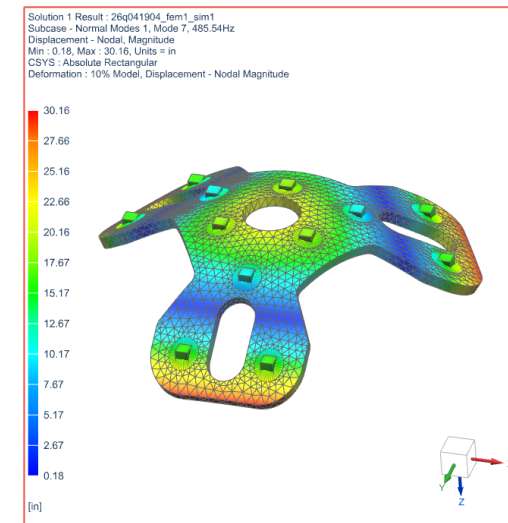 Solution 1 Result : 26q041904_fem1_sim1
Subcase - Normal Modes 1, Mode 7, 485.54Hz
Displacement - Nodal, Magnitude
Min : 0.18, Max : 30.16, Units = in
CSYS : Absolute Rectangular
Deformation : 10% Model, Displacement - Nodal Magnitude
30.16
27.66
25.16
22.66
20.16
17.67
15.17
12.67
10.17
7.67
5.17
2.67
0.18
[in]
Y
Z